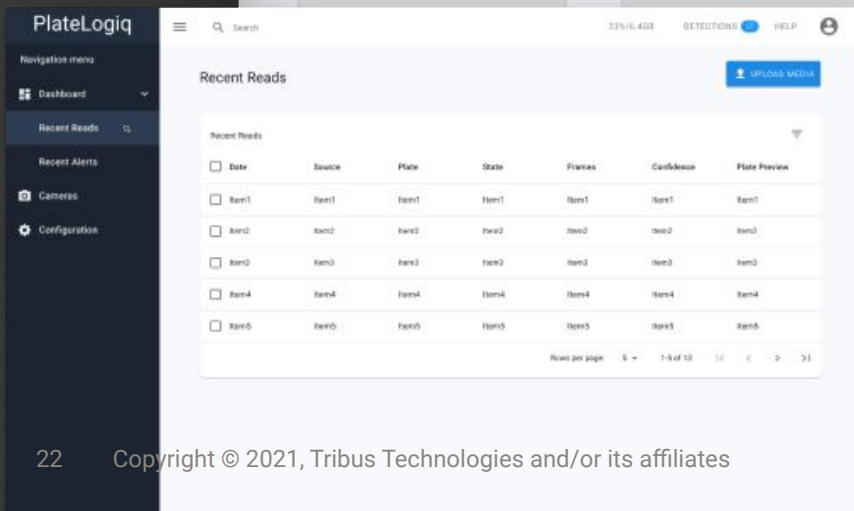 PlateLogiq
Search
DETECTIONS
HELP
Navigation menu
Dashboard
Recent Reads
Recent Alerts
Cameras
Configuration
Recent Reads
UPLOAD MEDIA
Recent Reads
Date Source Plate State Frames Confidence Plate Preview
Item1 Item1 Item1 Item1 Item1 Item1 Item1
Item2 Item2 Item2 Item2 Item2 Item2 Item2
Item3 Item3 Item3 Item3 Item3 Item3 Item3
Item4 Item4 Item4 Item4 Item4 Item4 Item4
Item5 Item5 Item5 Item5 Item5 Item5 Item5
Rows per page: 5 1-5 of 13
22 Copyright © 2021, Tribus Technologies and/or its affiliates